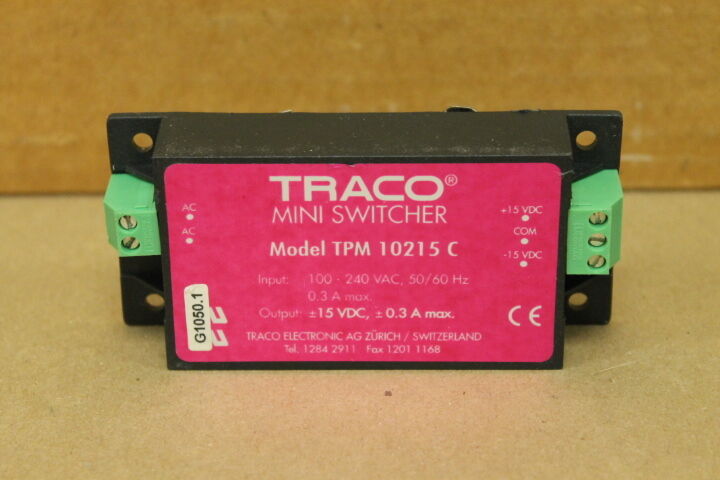 TRACO®
MINI SWITCHER
Model TPM 10215 C
Input: 100 - 240 VAC, 50/60 Hz
0.3 A max.
Output: ±15 VDC, ± 0.3 A max.
TRACO ELECTRONIC AG ZÜRICH / SWITZERLAND
Tel. 1284 2911 Fax 1201 1168
AC
AC
+15 VDC
COM
-15 VDC
G1050.1
CE